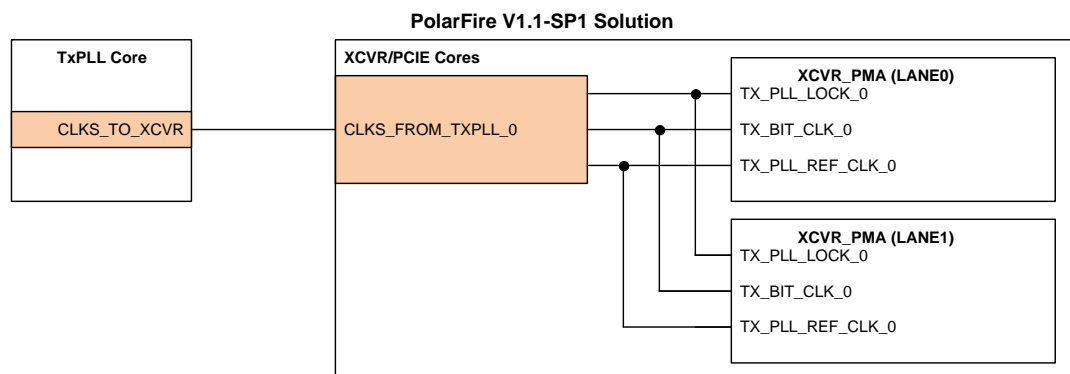 PolarFire V1.1-SP1 Solution
TxPLL Core
CLKS_TO_XCVR
XCVR/PCIE Cores
CLKS_FROM_TXPLL_0
XCVR_PMA (LANE0)
TX_PLL_LOCK_0
TX_BIT_CLK_0
TX_PLL_REF_CLK_0
XCVR_PMA (LANE1)
TX_PLL_LOCK_0
TX_BIT_CLK_0
TX_PLL_REF_CLK_0